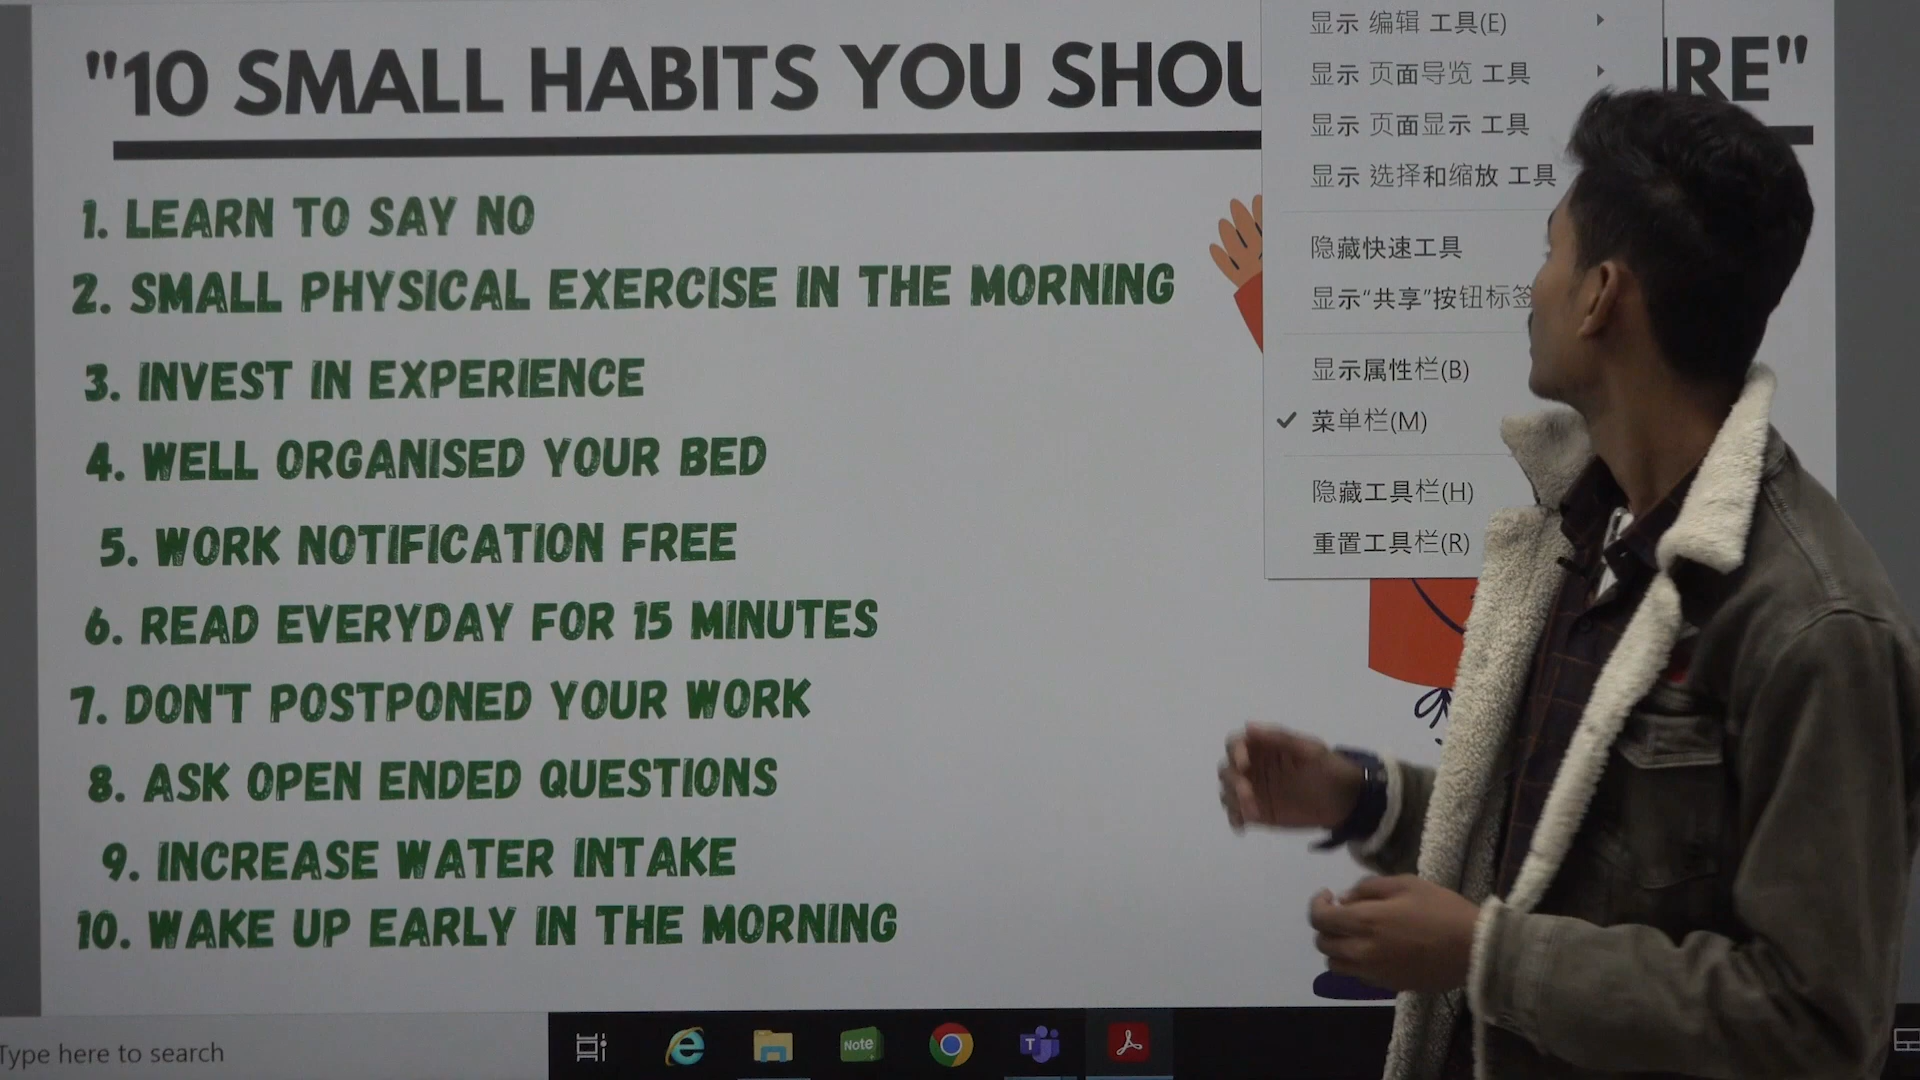 "10 SMALL HABITS YOU SHOU RE"
1. LEARN TO SAY NO
2. SMALL PHYSICAL EXERCISE IN THE MORNING
3. INVEST IN EXPERIENCE
4. WELL ORGANISED YOUR BED
5. WORK NOTIFICATION FREE
6. READ EVERYDAY FOR 15 MINUTES
7. DON'T POSTPONED YOUR WORK
8. ASK OPEN ENDED QUESTIONS
9. INCREASE WATER INTAKE
10. WAKE UP EARLY IN THE MORNING
显示 编辑 工具(E)
显示 页面导览 工具
显示 页面显示 工具
显示 选择和缩放 工具
隐藏快速工具
显示“共享”按钮标签
显示属性栏(B)
菜单栏(M)
隐藏工具栏(H)
重置工具栏(R)
Type here to search
Note
T